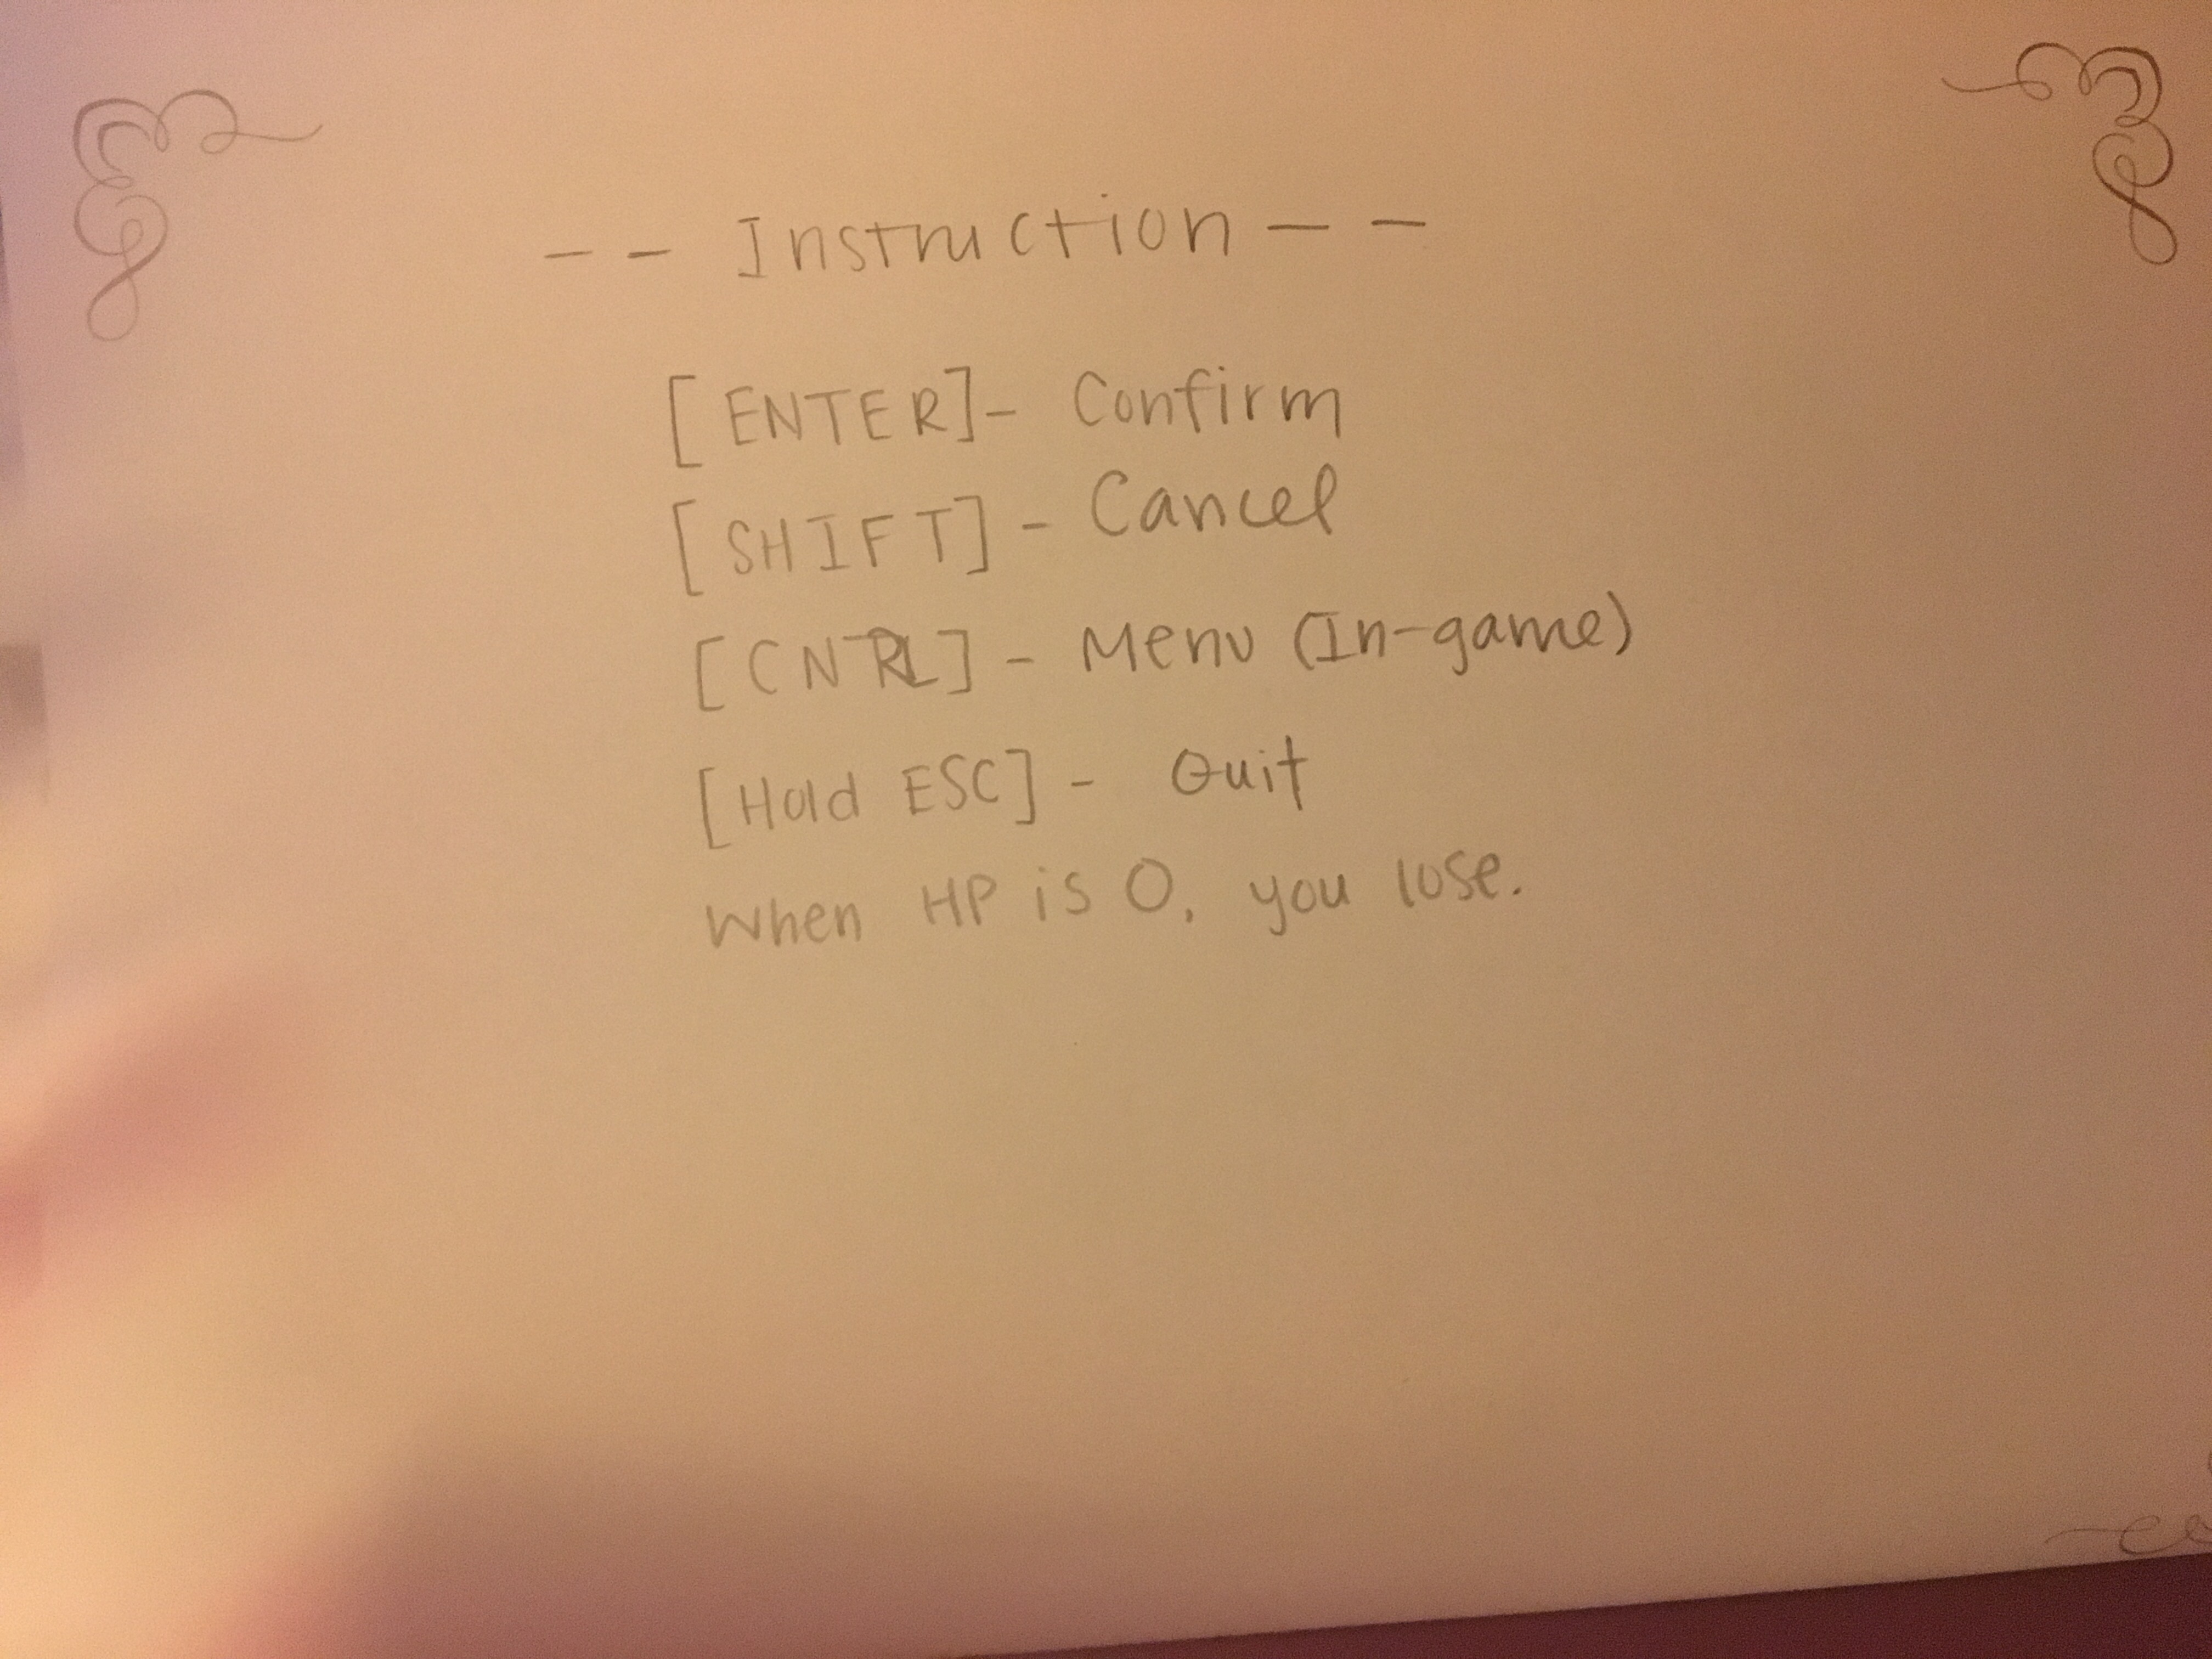 -- Instruction --
[ENTER] - Confirm
[SHIFT] - Cancel
[CNTRL] - Menu (In-game)
[Hold ESC] - Quit
When HP is 0, you lose.